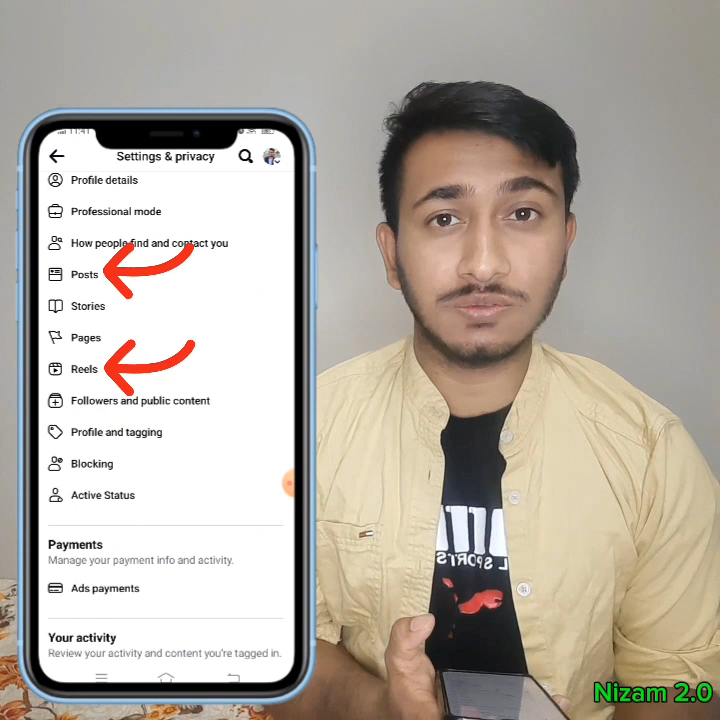 11:41
Settings & privacy
Profile details
Professional mode
How people find and contact you
Posts
Stories
Pages
Reels
Followers and public content
Profile and tagging
Blocking
Active Status
Payments
Manage your payment info and activity.
Ads payments
Your activity
Review your activity and content you're tagged in.
Nizam 2.0